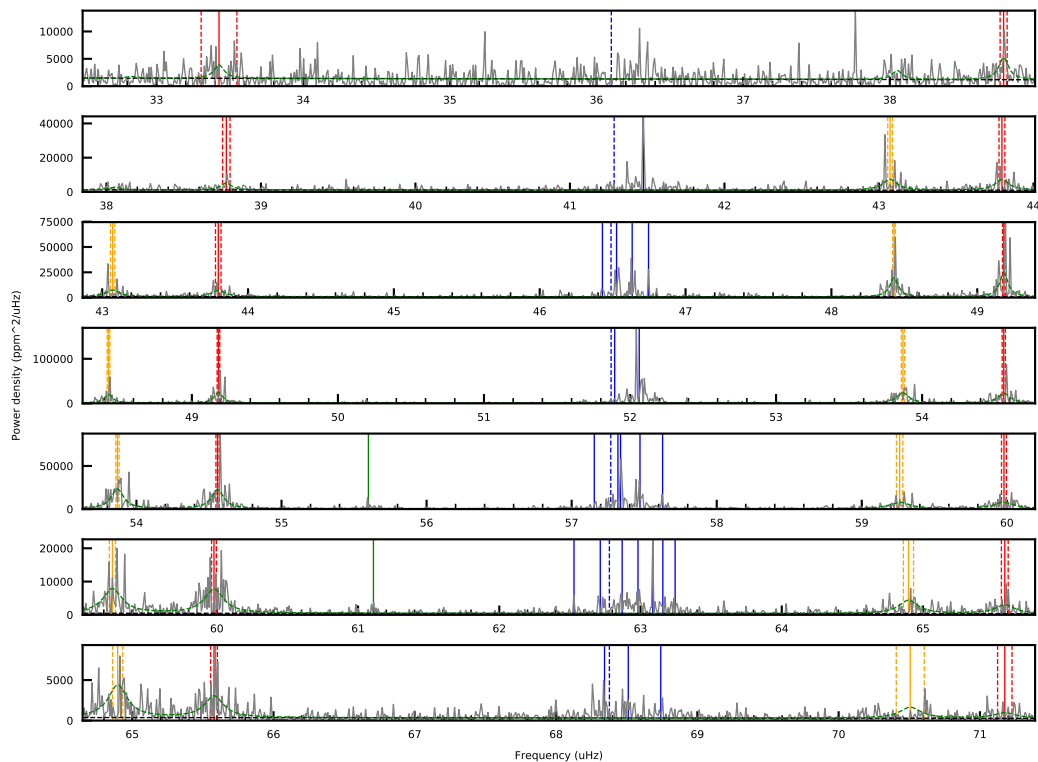 10000
5000
0
33 34 35 36 37 38
40000
20000
0
38 39 40 41 42 43 44
75000
50000
25000
0
43 44 45 46 47 48 49
100000
0
49 50 51 52 53 54
50000
0
54 55 56 57 58 59 60
20000
10000
0
60 61 62 63 64 65
5000
0
65 66 67 68 69 70 71
Power density (ppm^2/uHz)
Frequency (uHz)